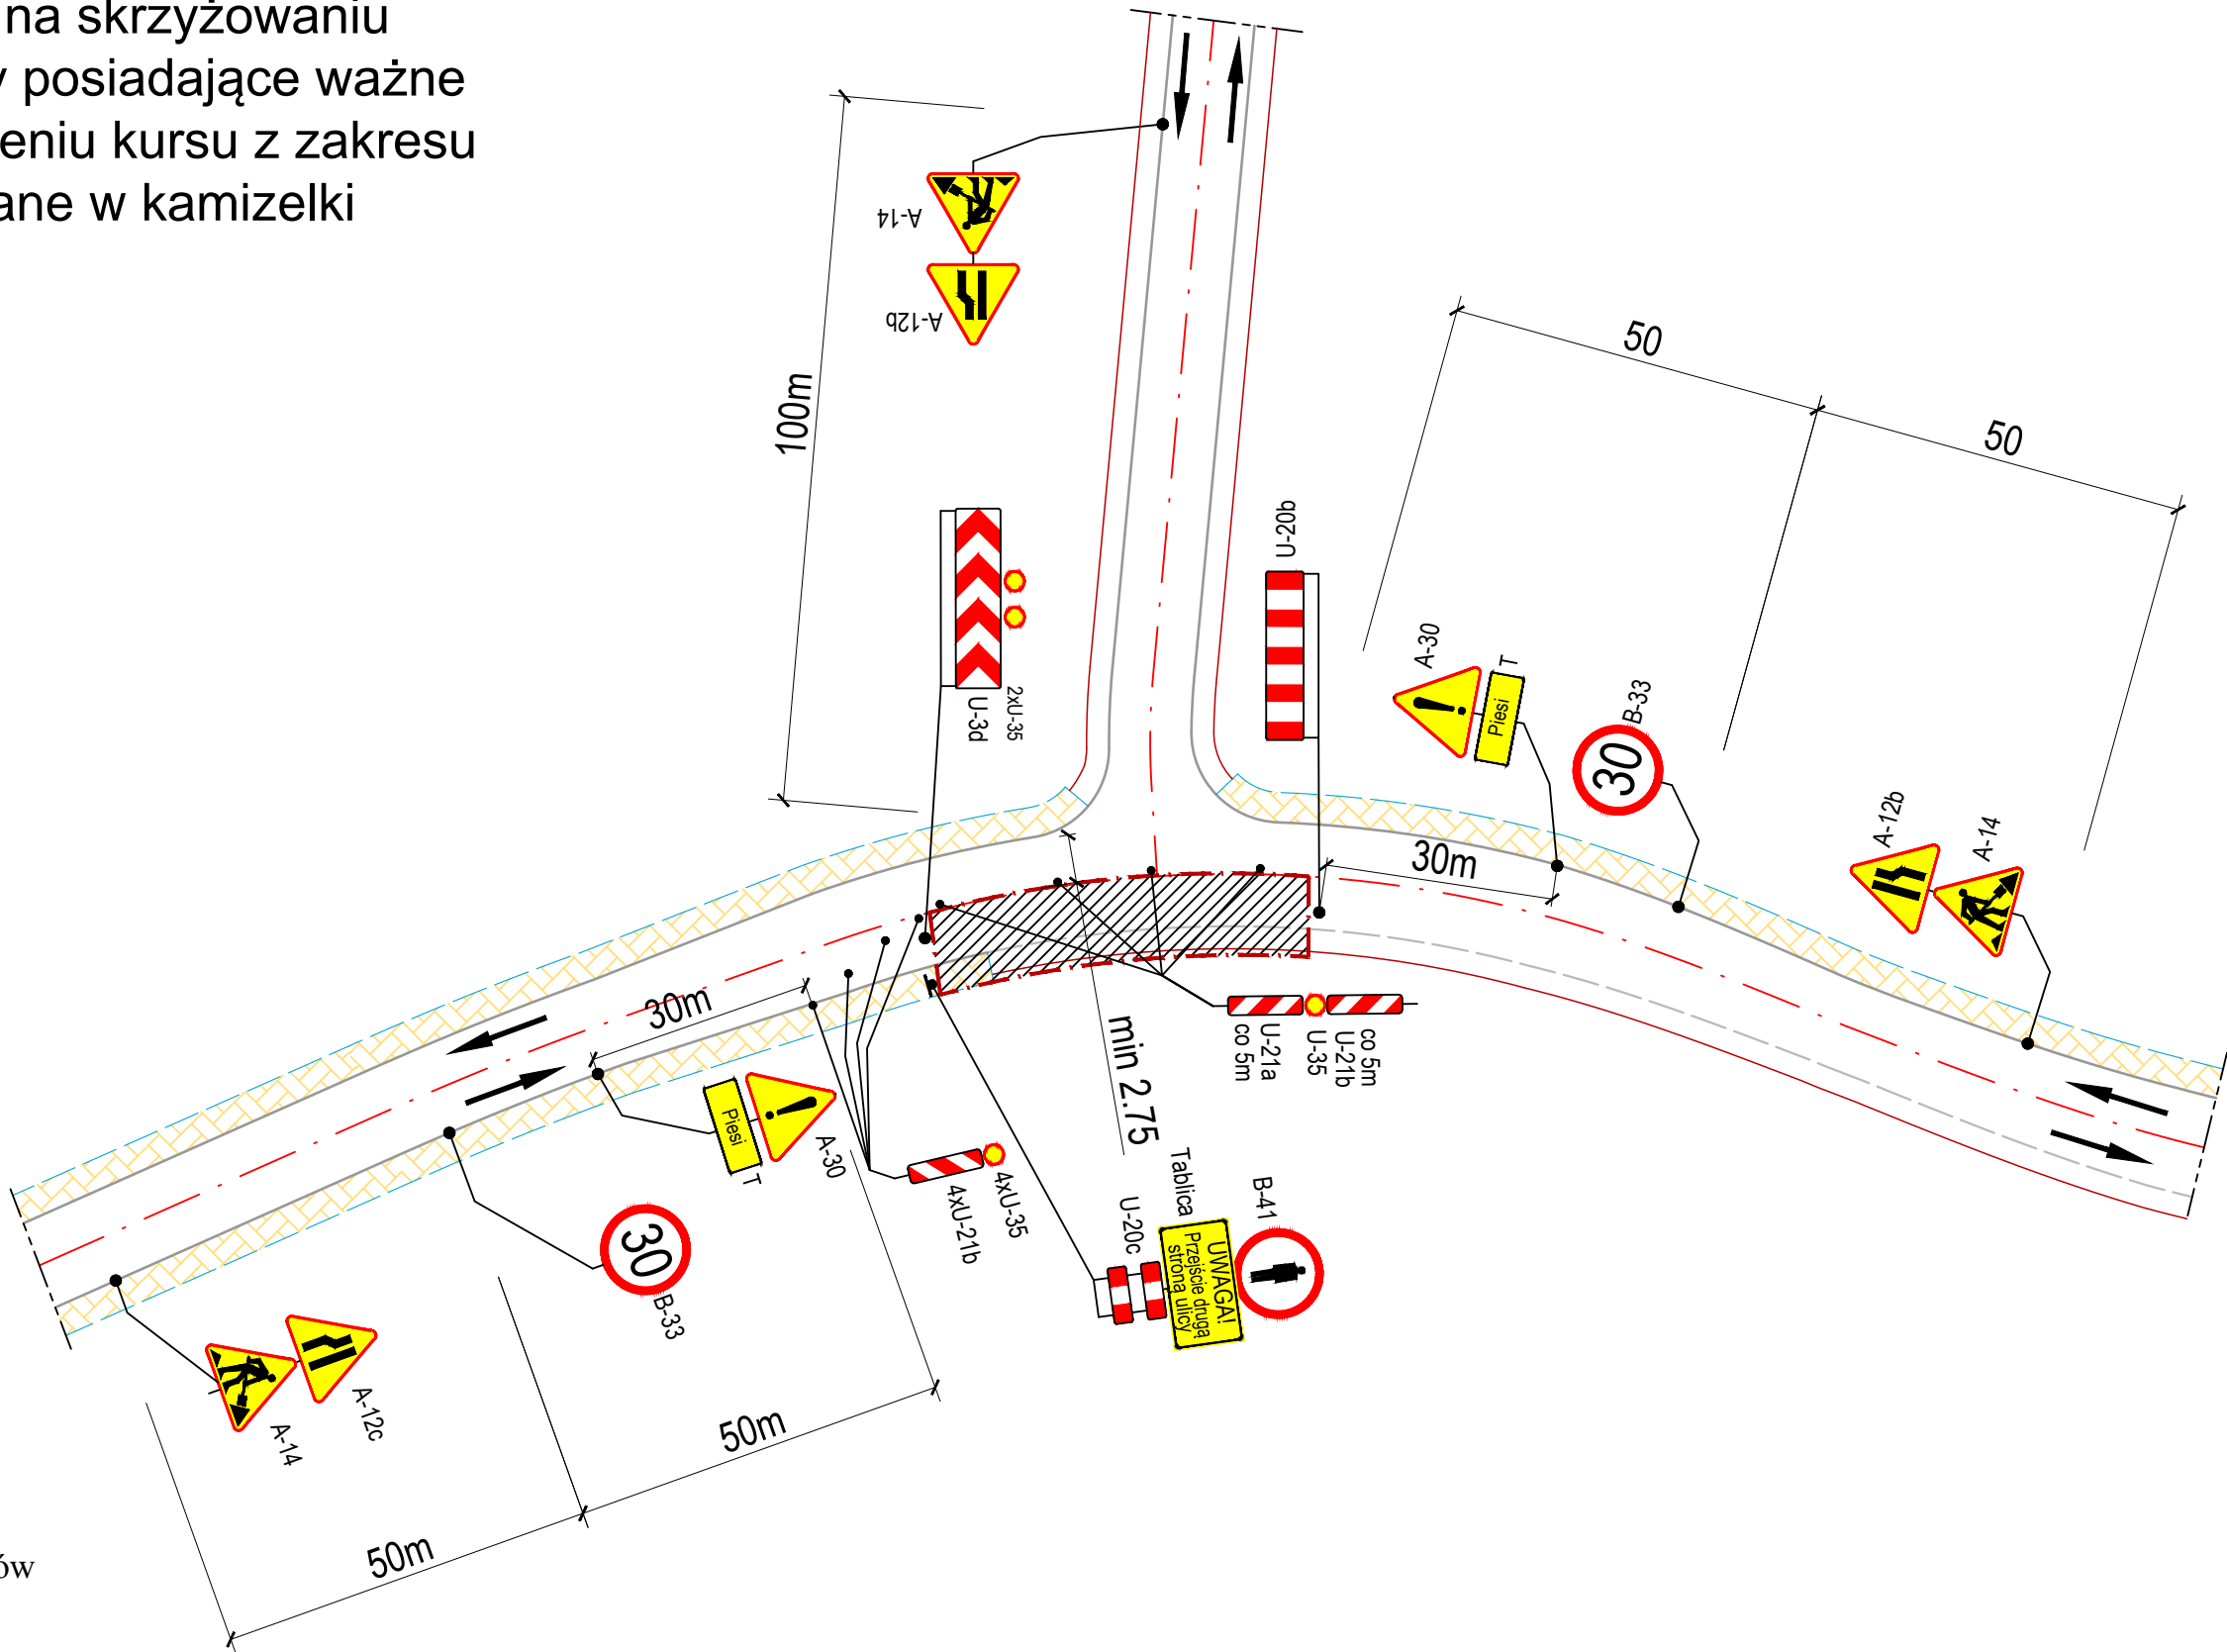 na skrzyżowaniu
y posiadające ważne
eniu kursu z zakresu
ane w kamizelki
A-14
A-12b
100m
U-3d
2xU-35
U-20b
50
50
A-30
T
Piesi
B-33
30
A-12b
A-14
30m
30m
min 2.75
co 5m
U-21a
U-35
U-21b
co 5m
Piesi
T
A-30
4xU-21b
4xU-35
Tablica
U-20c
B-41
UWAGA!
Przejście drugą
stroną ulicy
30
B-33
A-12c
A-14
50m
50m
ów